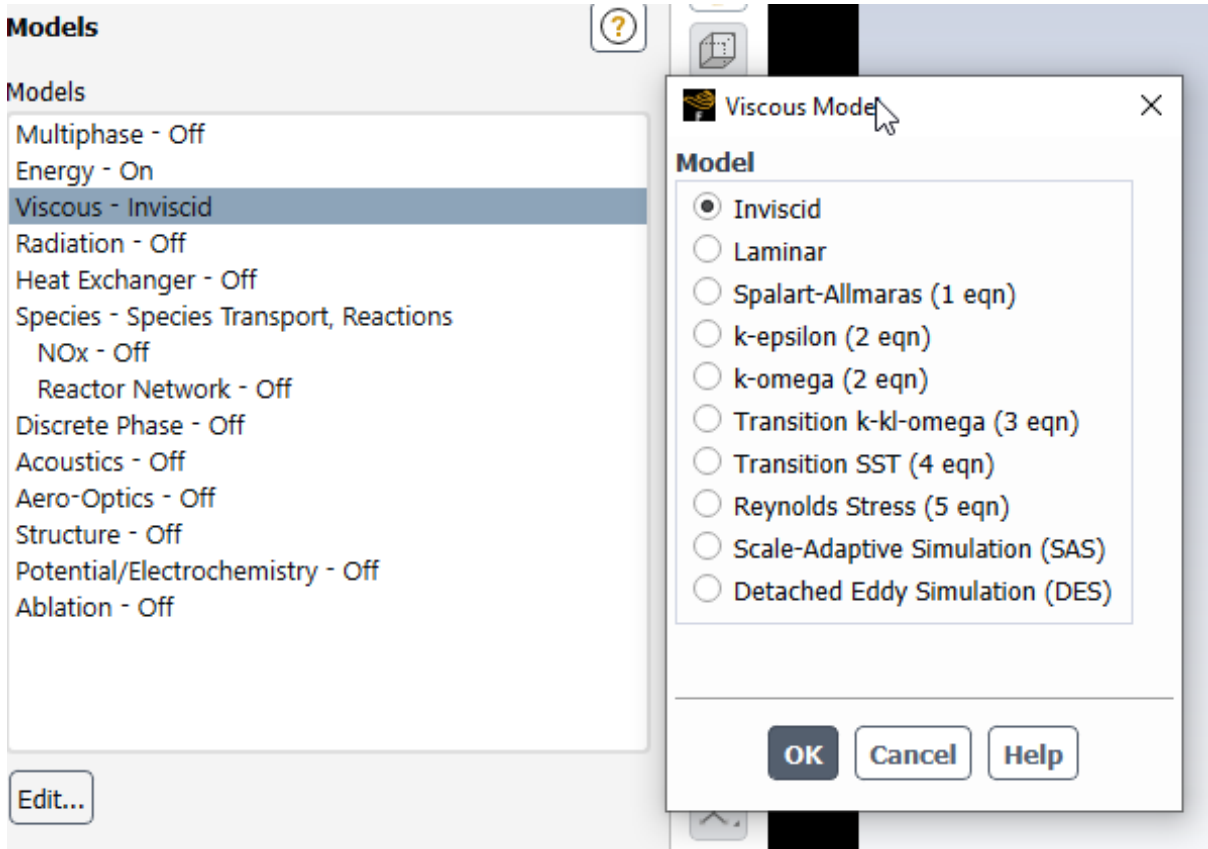 Models
Models
Multiphase - Off
Energy - On
Viscous - Inviscid
Radiation - Off
Heat Exchanger - Off
Species - Species Transport, Reactions
NOx - Off
Reactor Network - Off
Discrete Phase - Off
Acoustics - Off
Aero-Optics - Off
Structure - Off
Potential/Electrochemistry - Off
Ablation - Off
Edit...
Viscous Model
Model
Inviscid
Laminar
Spalart-Allmaras (1 eqn)
k-epsilon (2 eqn)
k-omega (2 eqn)
Transition k-kl-omega (3 eqn)
Transition SST (4 eqn)
Reynolds Stress (5 eqn)
Scale-Adaptive Simulation (SAS)
Detached Eddy Simulation (DES)
OK Cancel Help